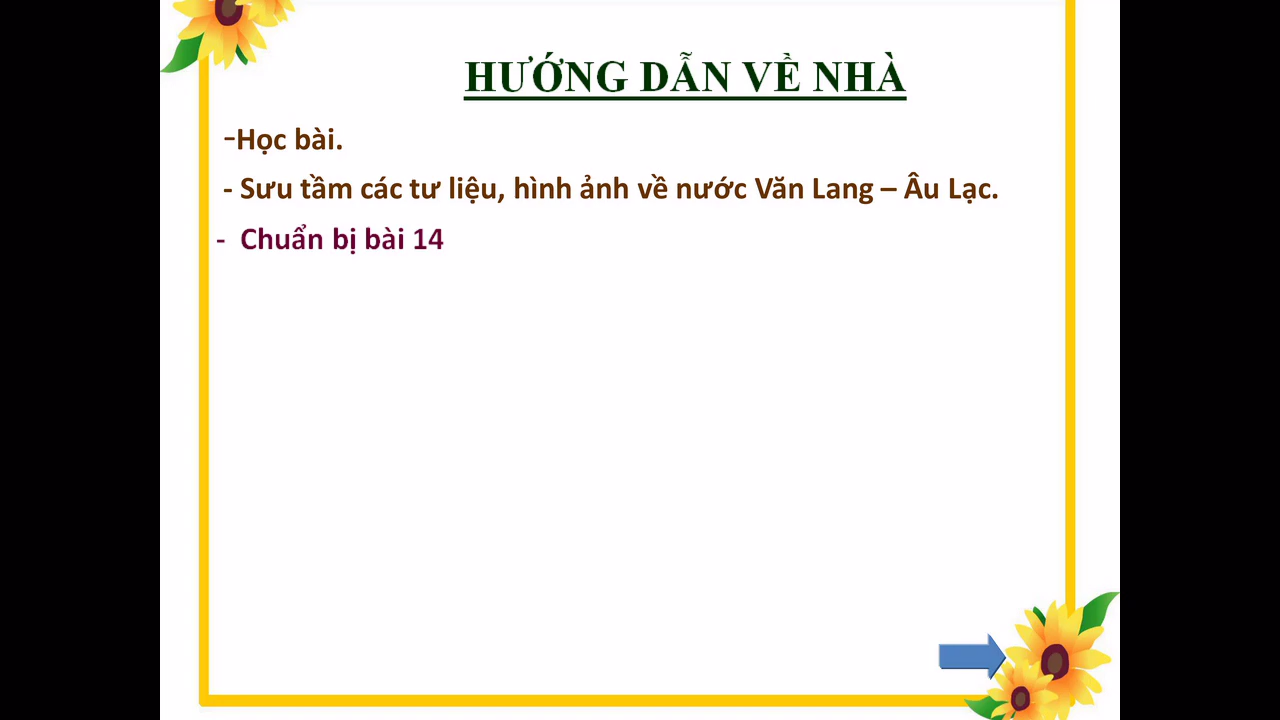 HƯỚNG DẪN VỀ NHÀ
-Học bài.
- Sưu tầm các tư liệu, hình ảnh về nước Văn Lang – Âu Lạc.
- Chuẩn bị bài 14